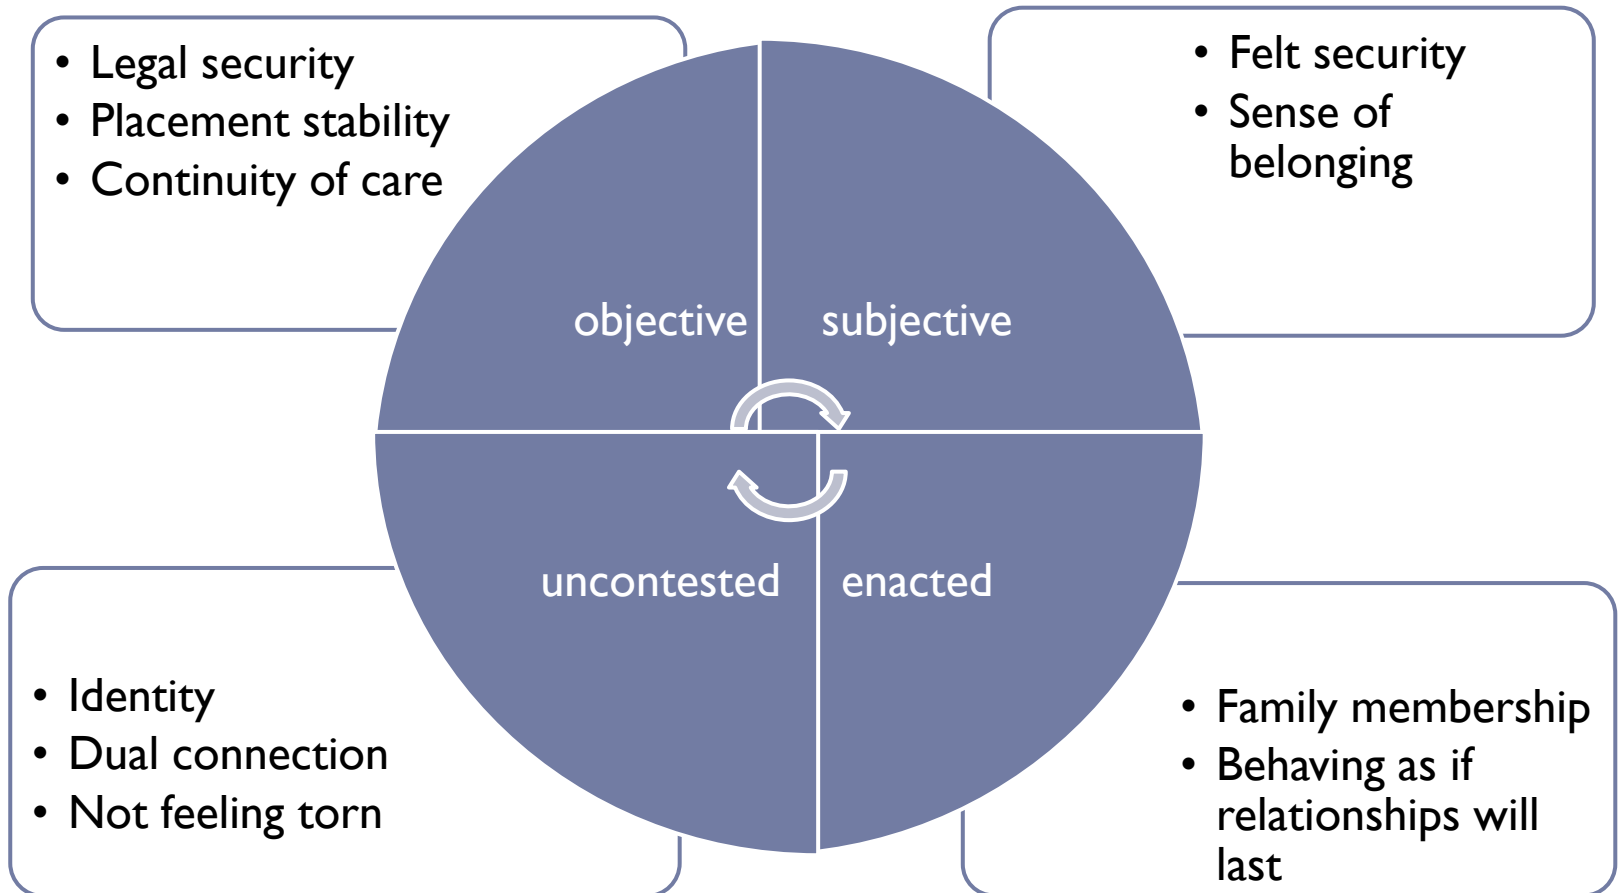 • Legal security
• Placement stability
• Continuity of care
• Felt security
• Sense of
belonging
objective
subjective
uncontested
enacted
• Identity
• Dual connection
• Not feeling torn
• Family membership
• Behaving as if
relationships will
last